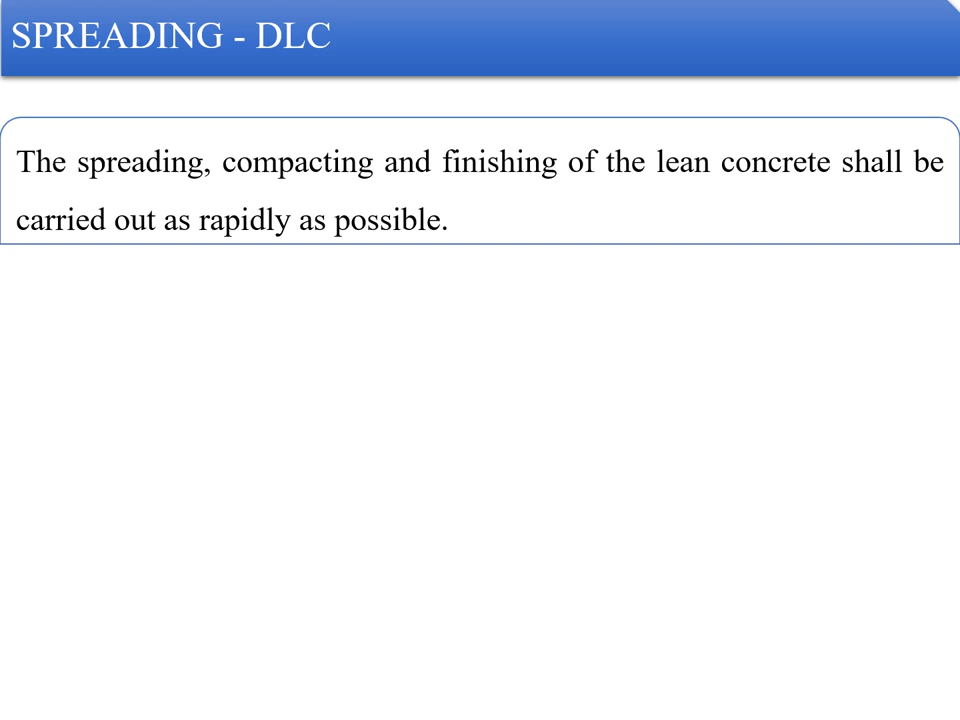 SPREADING - DLC
The spreading, compacting and finishing of the lean concrete shall be
carried out as rapidly as possible.